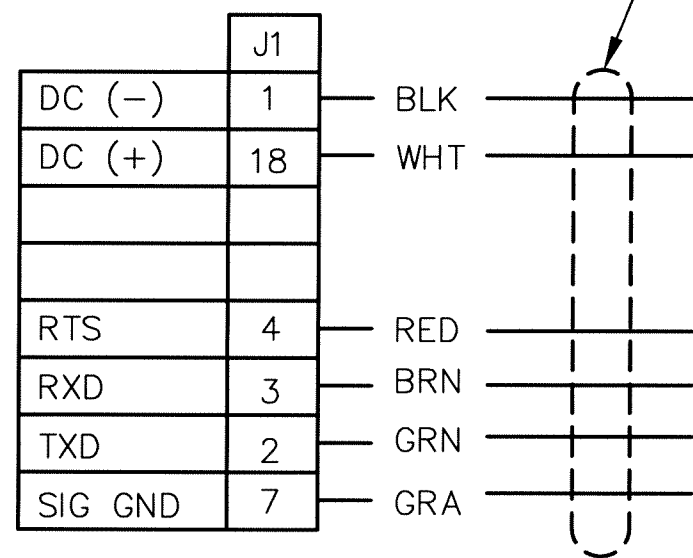 J1
DC (-) 1 BLK
DC (+) 18 WHT
RTS 4 RED
RXD 3 BRN
TXD 2 GRN
SIG GND 7 GRA